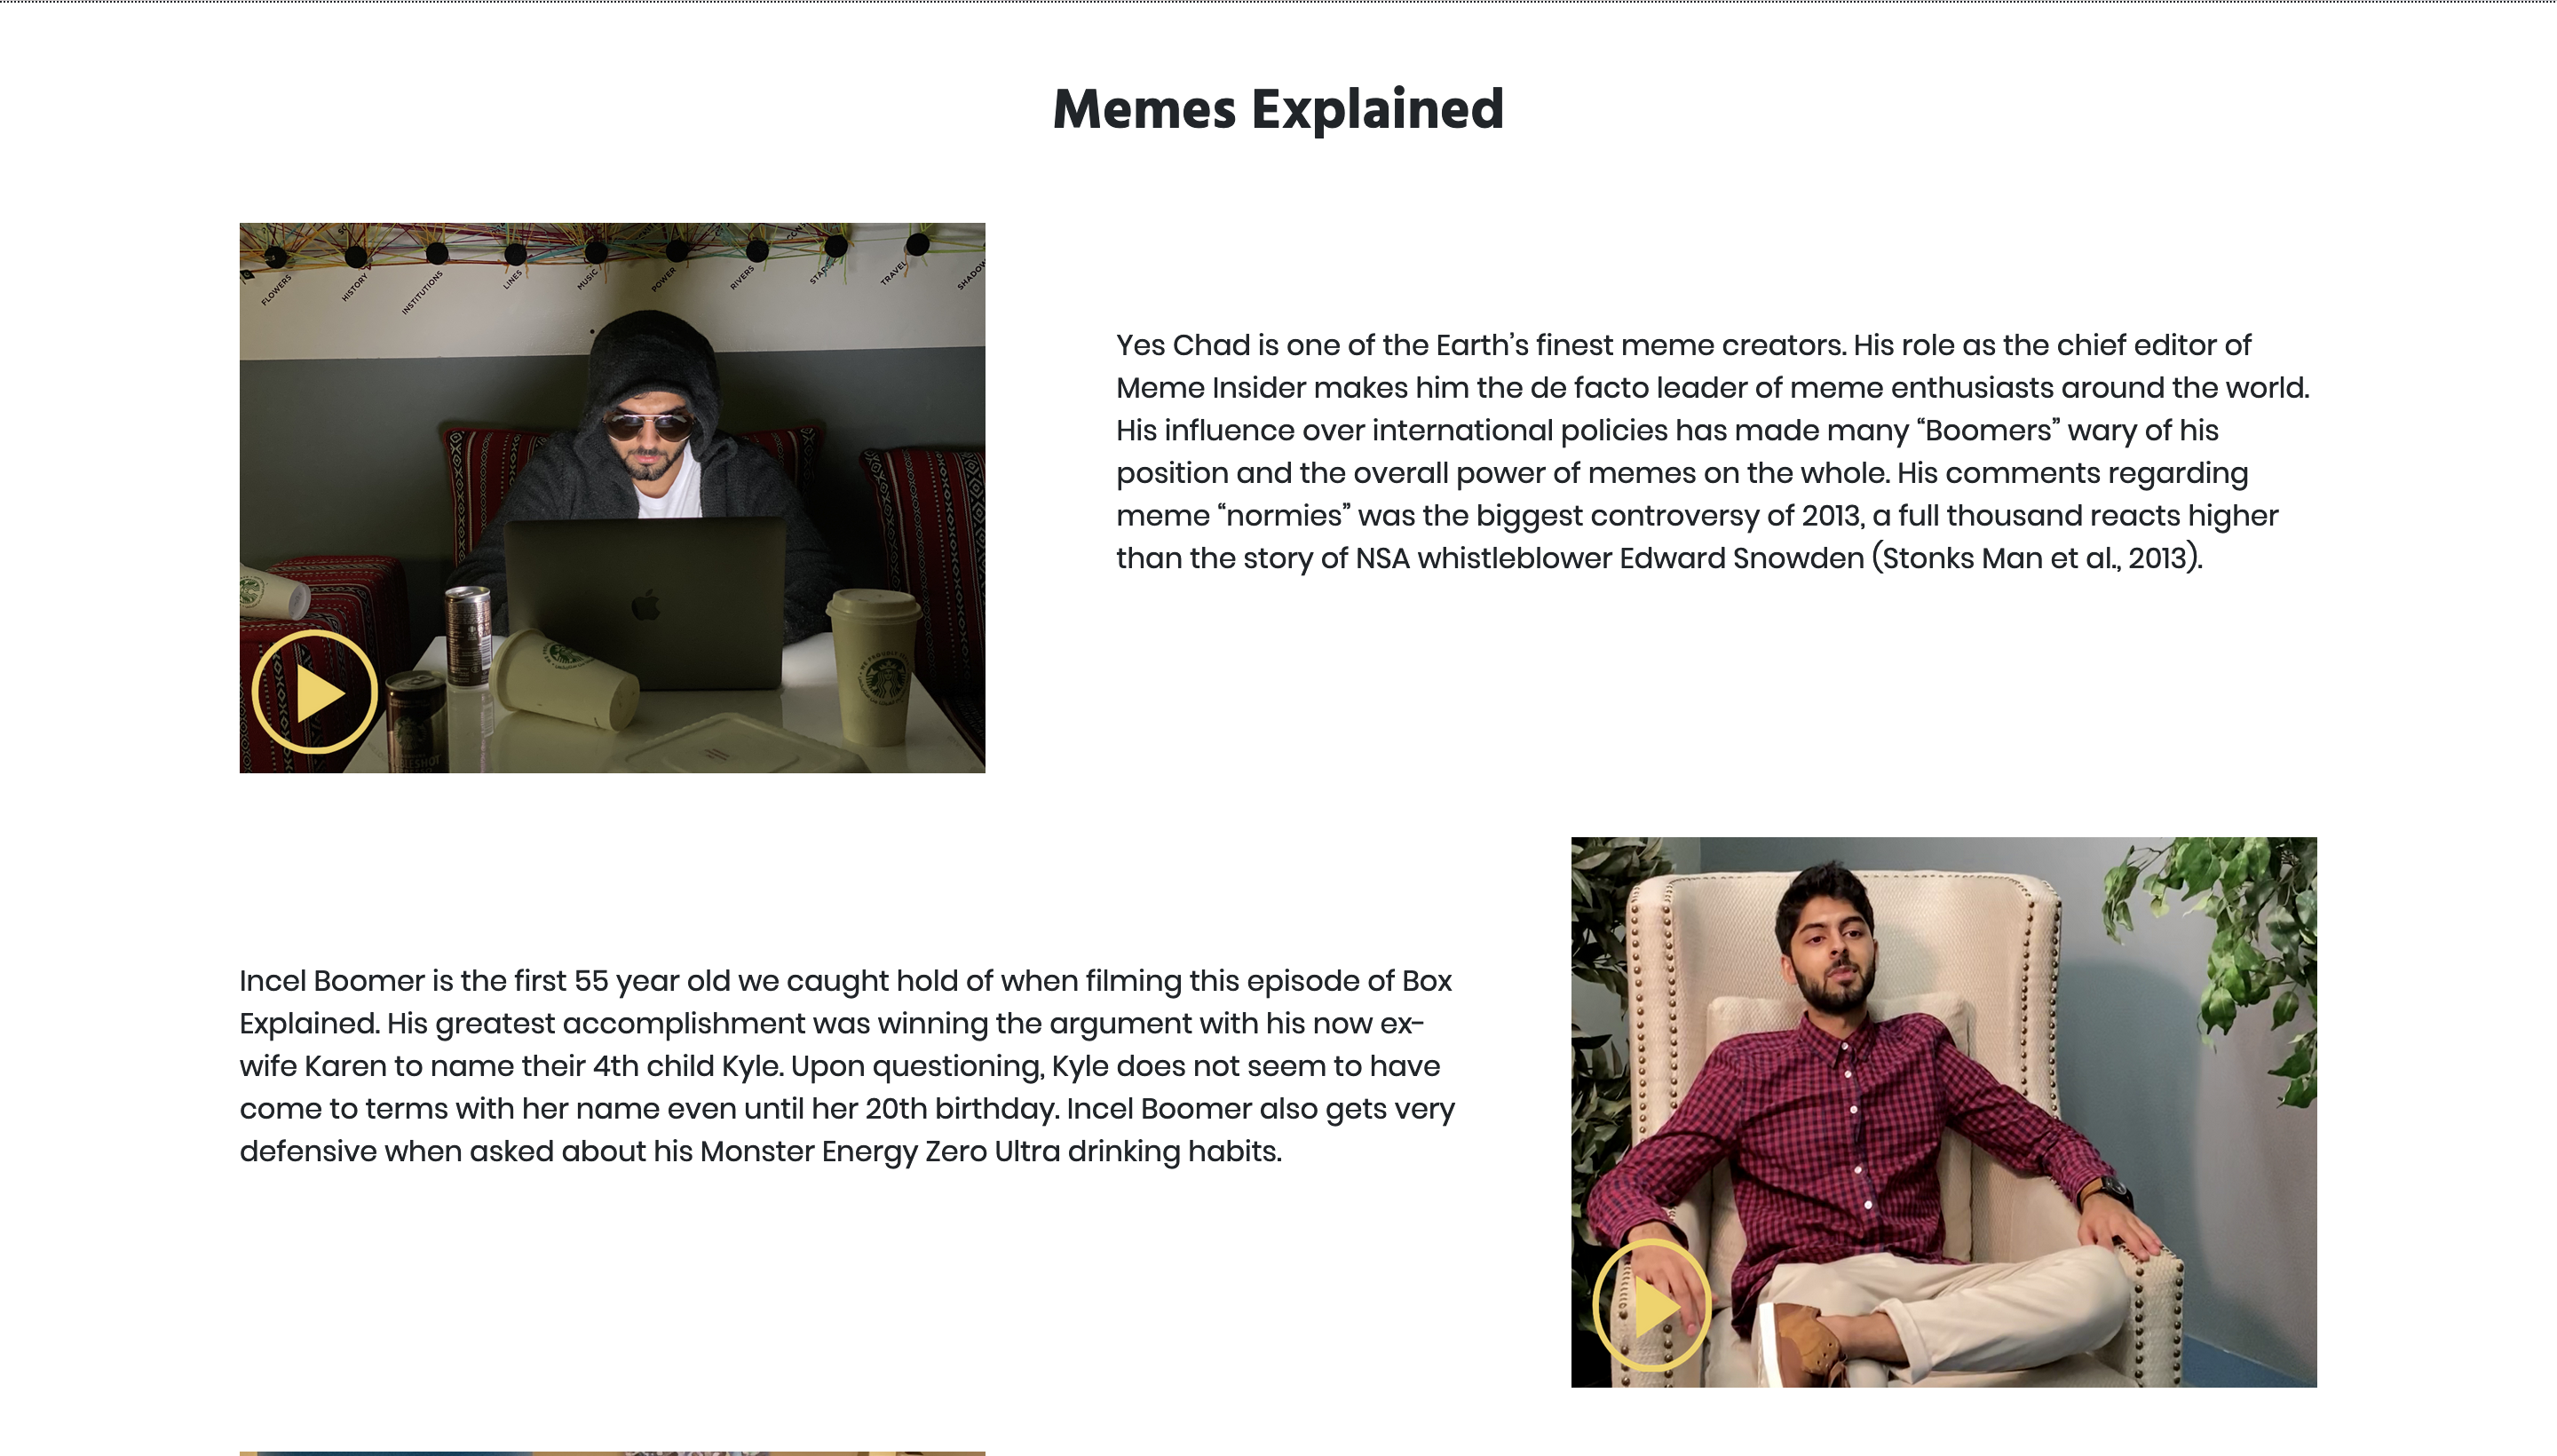 Memes Explained
FLOWERS
HISTORY
INSTITUTIONS
LINES
MUSIC
POWER
RIVERS
TRAVEL
SHADOW
Yes Chad is one of the Earth’s finest meme creators. His role as the chief editor of
Meme Insider makes him the de facto leader of meme enthusiasts around the world.
His influence over international policies has made many “Boomers” wary of his
position and the overall power of memes on the whole. His comments regarding
meme “normies” was the biggest controversy of 2013, a full thousand reacts higher
than the story of NSA whistleblower Edward Snowden (Stonks Man et al., 2013).
Incel Boomer is the first 55 year old we caught hold of when filming this episode of Box
Explained. His greatest accomplishment was winning the argument with his now ex-
wife Karen to name their 4th child Kyle. Upon questioning, Kyle does not seem to have
come to terms with her name even until her 20th birthday. Incel Boomer also gets very
defensive when asked about his Monster Energy Zero Ultra drinking habits.